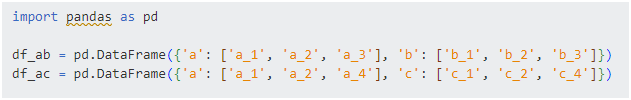 import pandas as pd
df_ab = pd.DataFrame({'a': ['a_1', 'a_2', 'a_3'], 'b': ['b_1', 'b_2', 'b_3']})
df_ac = pd.DataFrame({'a': ['a_1', 'a_2', 'a_4'], 'c': ['c_1', 'c_2', 'c_4']})